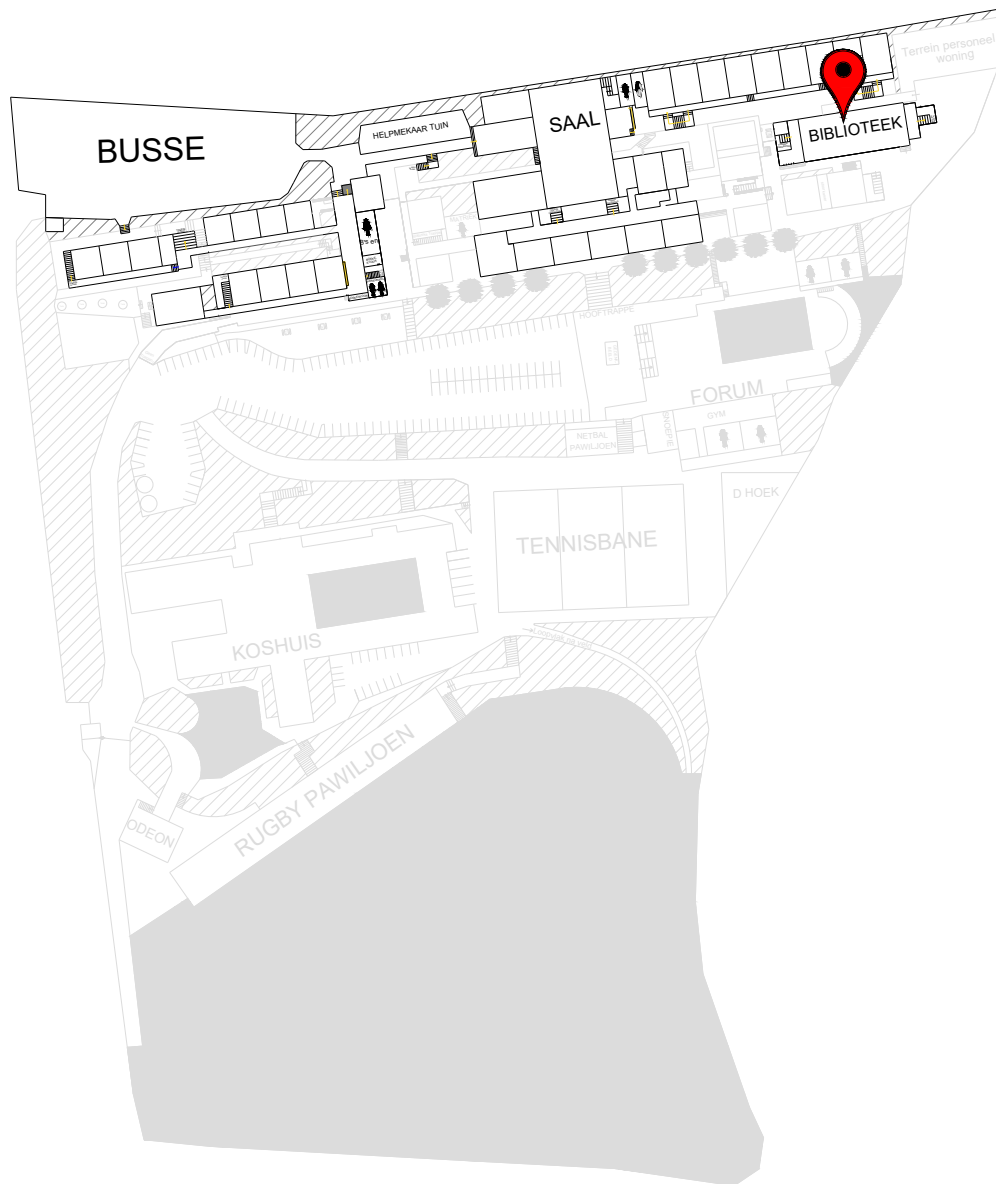 Terrein personeel
woning
BUSSE
HELPMEKAAR TUIN
SAAL
BIBLIOTEEK
HOOFTRAPPE
FORUM
GYM
NETBAL
PAWILJOEN
D HOEK
TENNISBANE
KOSHUIS
RUGBY PAWILJOEN
ODEON